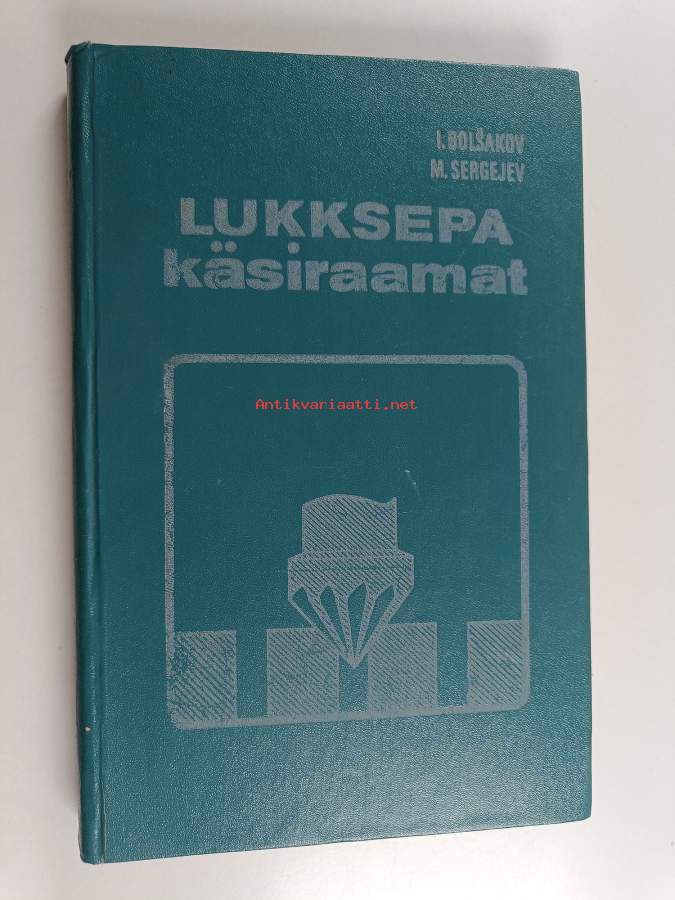 I. BOLŠAKOV
M. SERGEJEV
LUKKSEPA
käsiraamat
Antikvariaatti.net